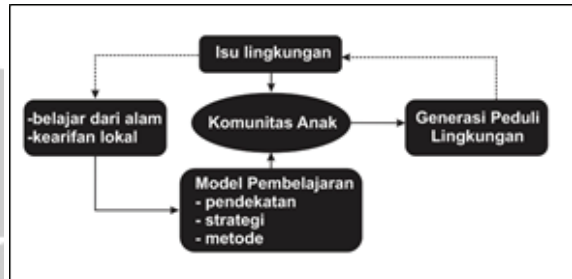 Isu lingkungan
-belajar dari alam
-kearifan lokal
Komunitas Anak
Generasi Peduli
Lingkungan
Model Pembelajaran
- pendekatan
- strategi
- metode